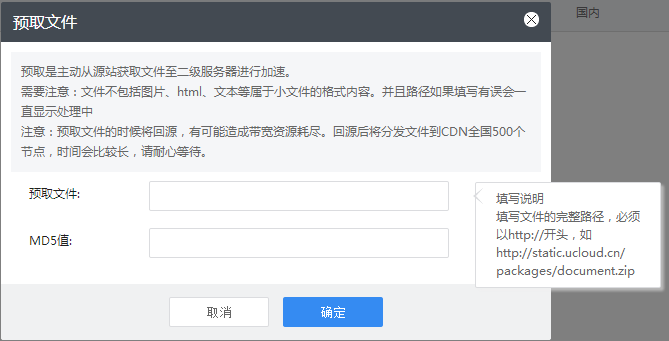 预取文件
国内
预取是主动从源站获取文件至二级服务器进行加速。
需要注意：文件不包括图片、html、文本等属于小文件的格式内容。并且路径如果填写有误会一
直显示处理中
注意：预取文件的时候将回源，有可能造成带宽资源耗尽。回源后将分发文件到CDN全国500个
节点，时间会比较长，请耐心等待。
预取文件:
填写说明
填写文件的完整路径，必须
以http://开头，如
http://static.ucloud.cn/
packages/document.zip
MD5值:
取消
确定